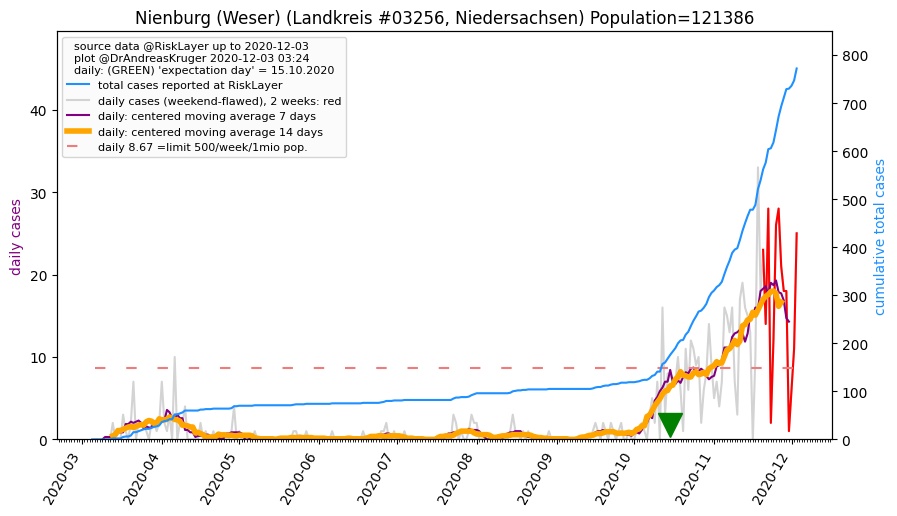 Nienburg (Weser) (Landkreis #03256, Niedersachsen) Population=121386
source data @RiskLayer up to 2020-12-03
plot @DrAndreasKruger 2020-12-03 03:24
daily: (GREEN) 'expectation day' = 15.10.2020
total cases reported at RiskLayer
daily cases (weekend-flawed), 2 weeks: red
daily: centered moving average 7 days
daily: centered moving average 14 days
daily 8.67 =limit 500/week/1mio pop.
daily cases
40
30
20
10
0
cumulative total cases
800
700
600
500
400
300
200
100
0
2020-03
2020-04
2020-05
2020-06
2020-07
2020-08
2020-09
2020-10
2020-11
2020-12